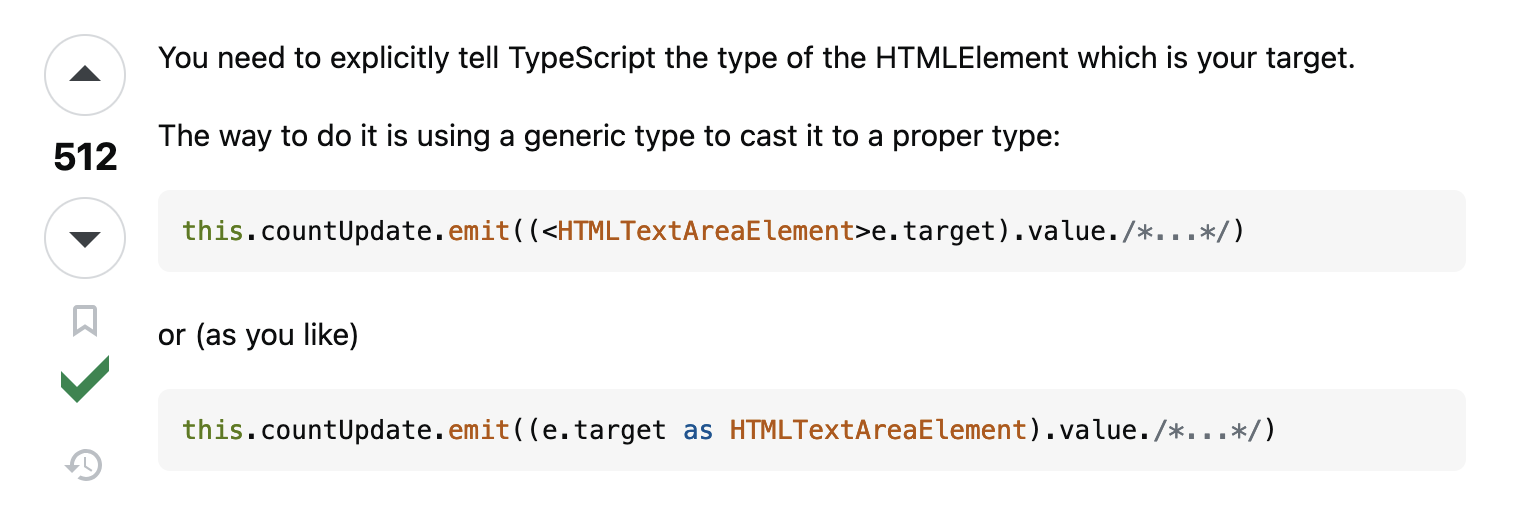 You need to explicitly tell TypeScript the type of the HTMLElement which is your target.
512
The way to do it is using a generic type to cast it to a proper type:
this.countUpdate.emit((<HTMLTextAreaElement>e.target).value./*...*/)
or (as you like)
this.countUpdate.emit((e.target as HTMLTextAreaElement).value./*...*/)